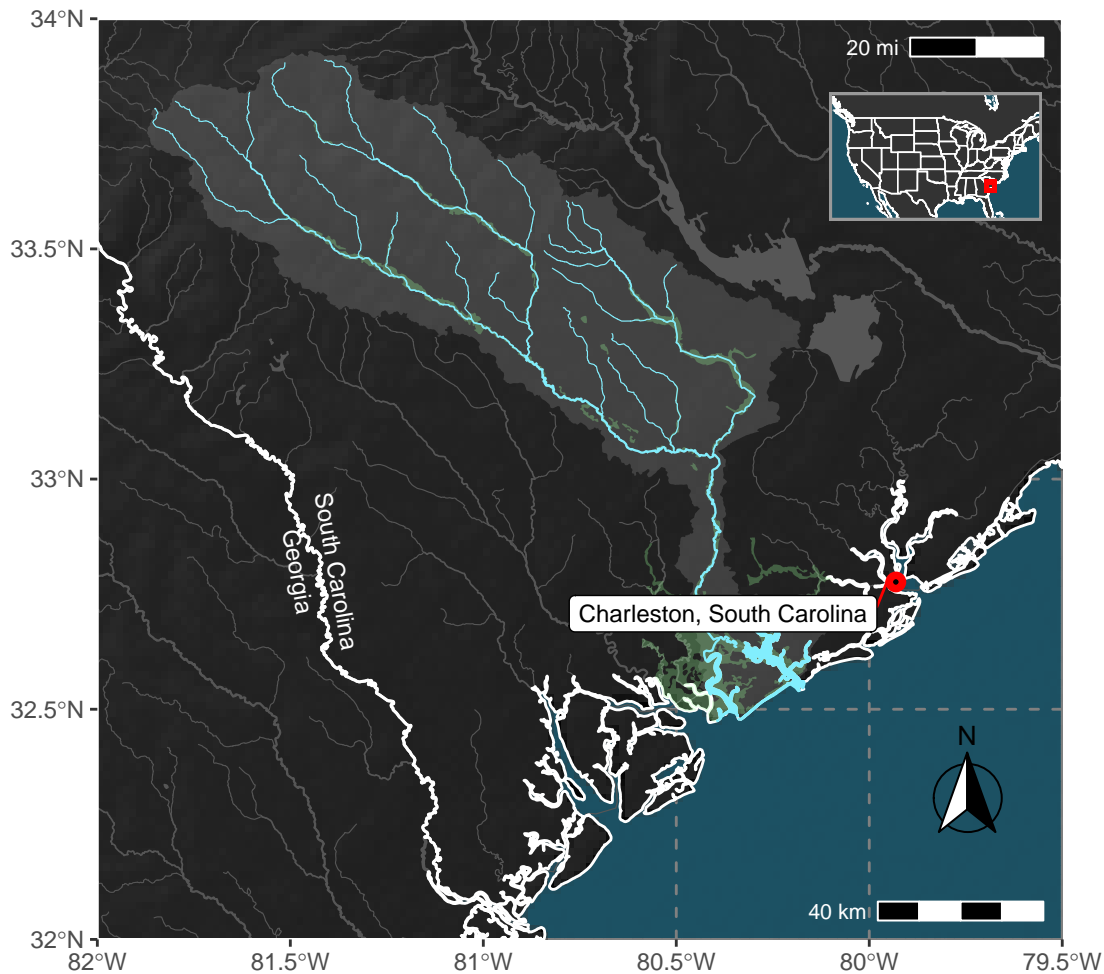 34°N
20 mi
33.5°N
33°N
South Carolina
Georgia
Charleston, South Carolina
32.5°N
N
40 km
32°N
82°W
81.5°W
81°W
80.5°W
80°W
79.5°W